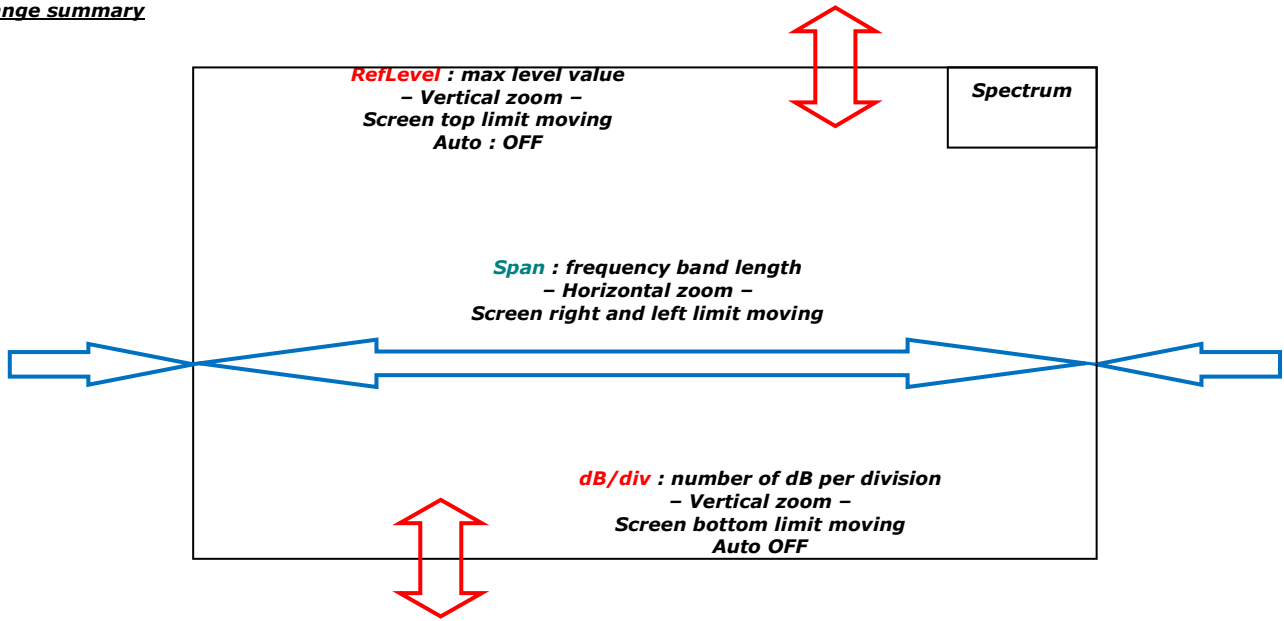 ange summary
RefLevel : max level value
– Vertical zoom –
Screen top limit moving
Auto : OFF
Spectrum
Span : frequency band length
– Horizontal zoom –
Screen right and left limit moving
dB/div : number of dB per division
– Vertical zoom –
Screen bottom limit moving
Auto OFF